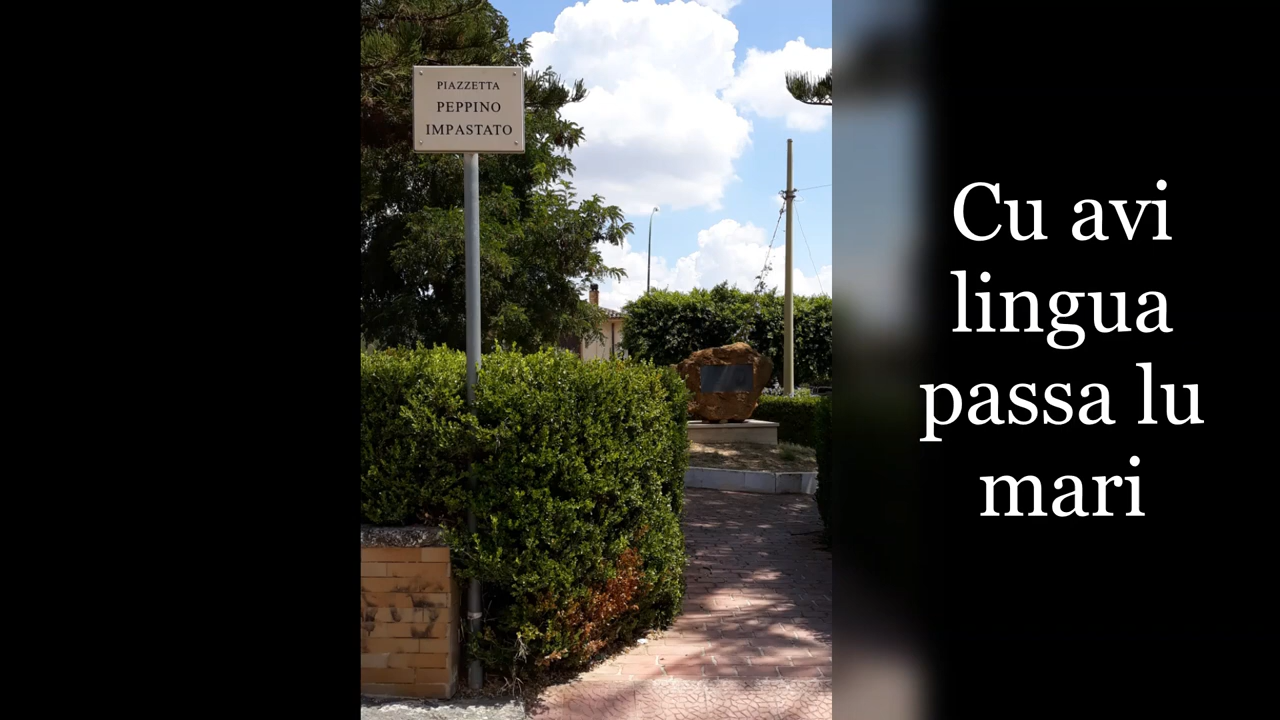 PIAZZETTA
PEPPINO
IMPASTATO
Cu avi
lingua
passa lu
mari